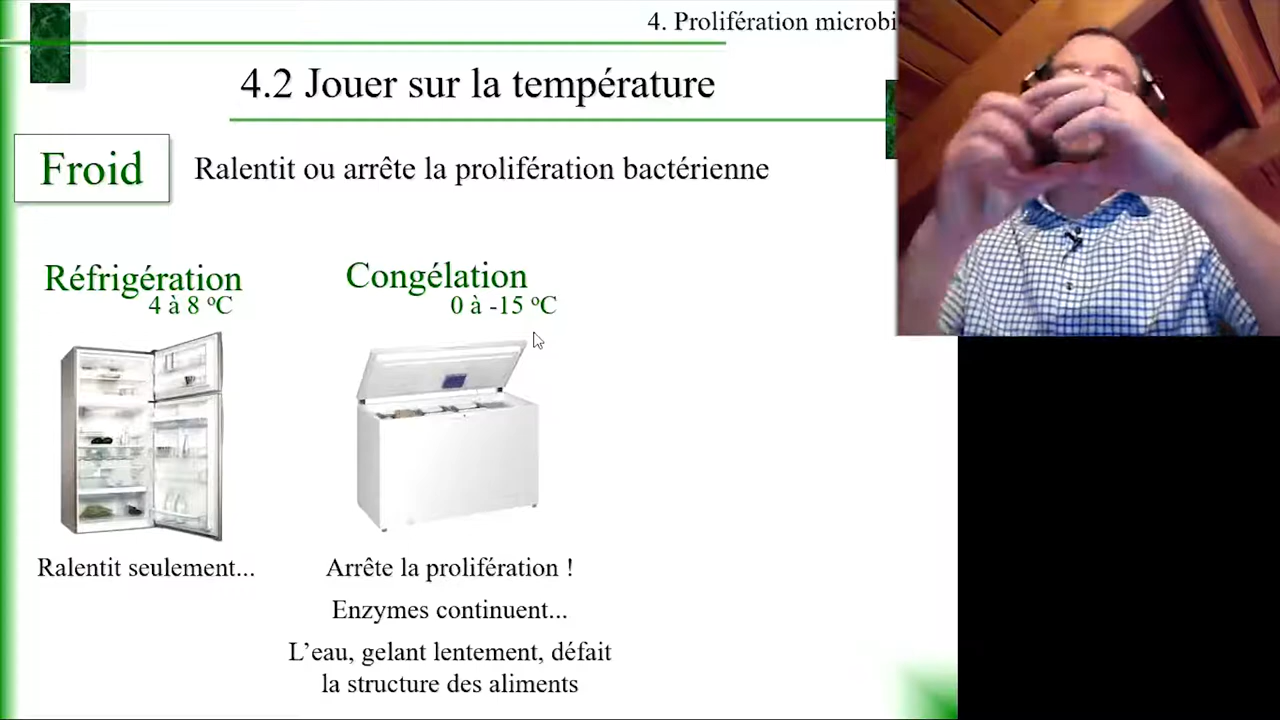 4. Prolifération microbi
4.2 Jouer sur la température
Froid
Ralentit ou arrête la prolifération bactérienne
Réfrigération
4 à 8 ºC
Congélation
0 à -15 ºC
Ralentit seulement...
Arrête la prolifération !
Enzymes continuent...
L’eau, gelant lentement, défait
la structure des aliments